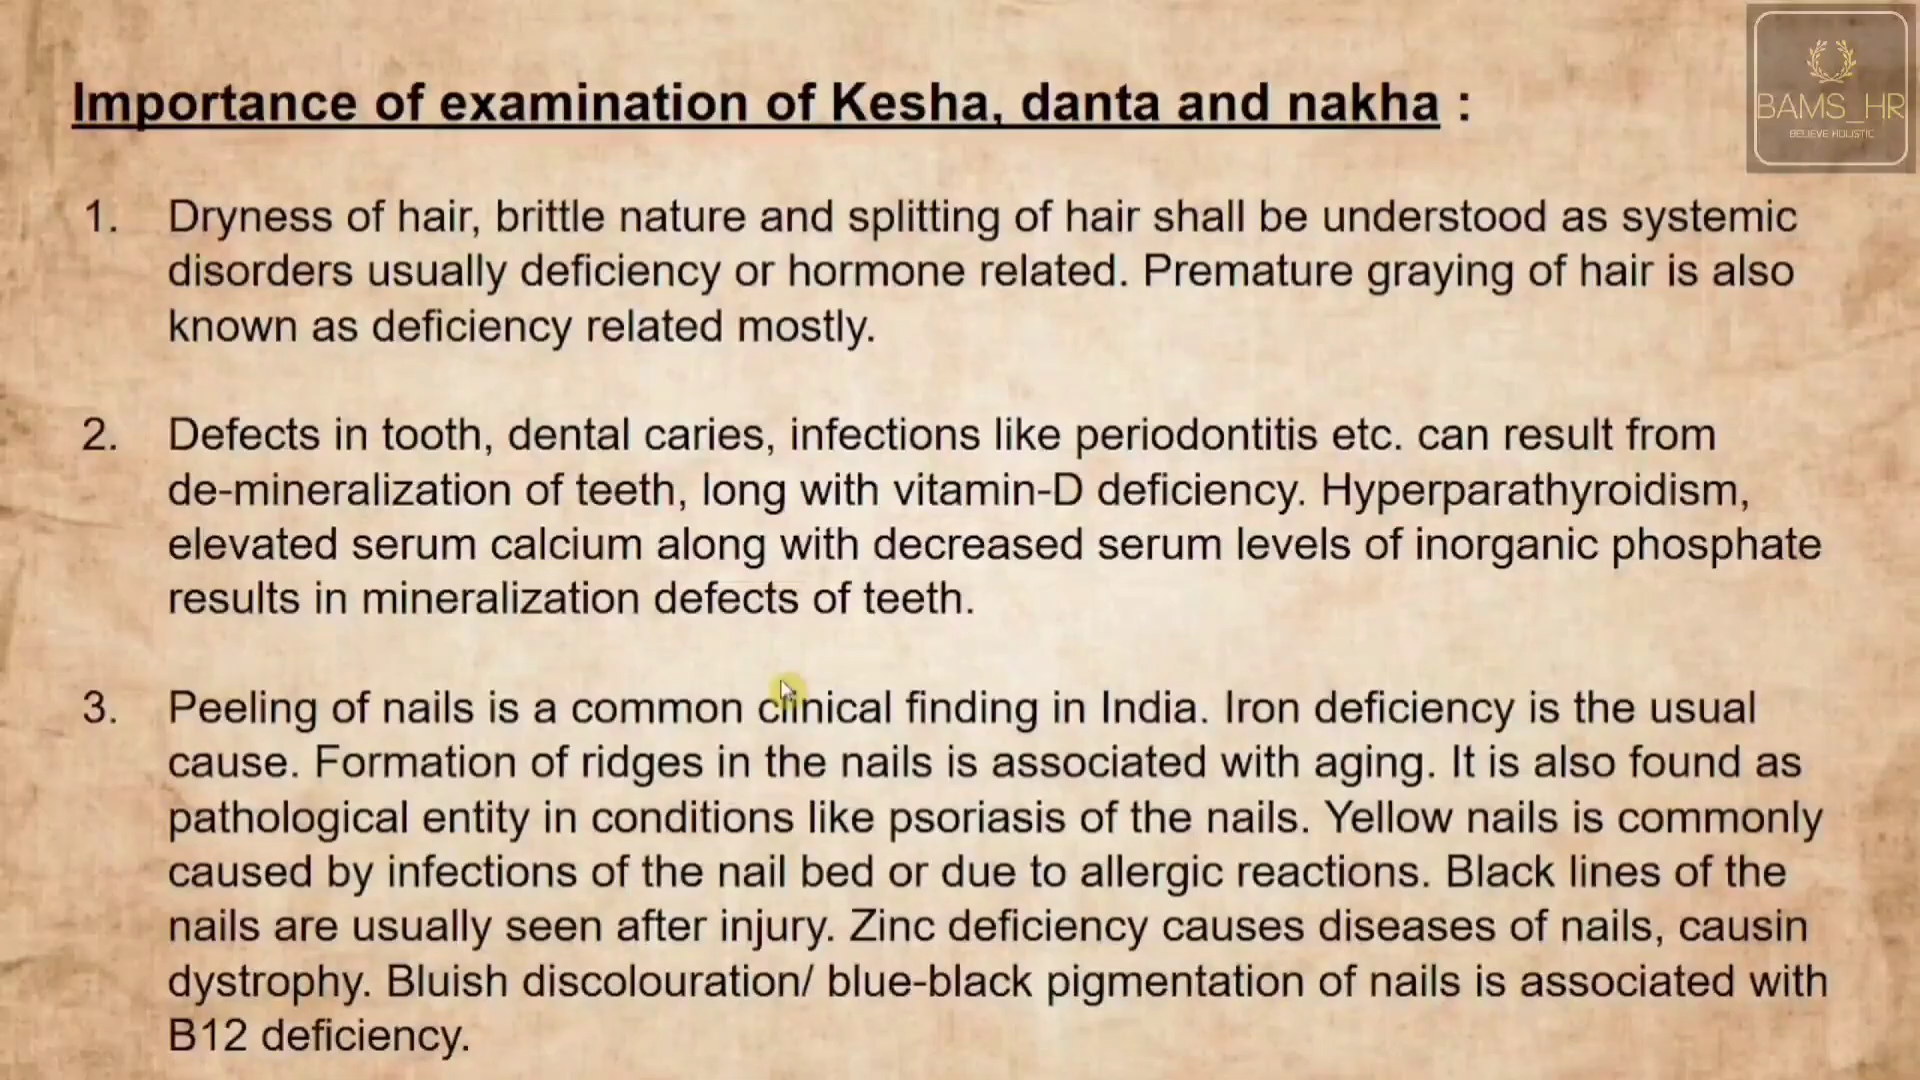 Importance of examination of Kesha, danta and nakha :
BAMS_HR
BELIEVE HOLISTIC
1. Dryness of hair, brittle nature and splitting of hair shall be understood as systemic
disorders usually deficiency or hormone related. Premature graying of hair is also
known as deficiency related mostly.
2. Defects in tooth, dental caries, infections like periodontitis etc. can result from
de-mineralization of teeth, long with vitamin-D deficiency. Hyperparathyroidism,
elevated serum calcium along with decreased serum levels of inorganic phosphate
results in mineralization defects of teeth.
3. Peeling of nails is a common clinical finding in India. Iron deficiency is the usual
cause. Formation of ridges in the nails is associated with aging. It is also found as
pathological entity in conditions like psoriasis of the nails. Yellow nails is commonly
caused by infections of the nail bed or due to allergic reactions. Black lines of the
nails are usually seen after injury. Zinc deficiency causes diseases of nails, causin
dystrophy. Bluish discolouration/ blue-black pigmentation of nails is associated with
B12 deficiency.